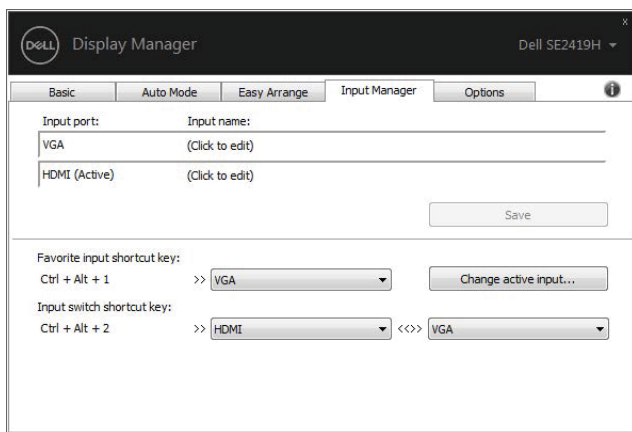 x
DELL Display Manager Dell SE2419H
Basic Auto Mode Easy Arrange Input Manager Options i
Input port: Input name:
VGA (Click to edit)
HDMI (Active) (Click to edit)
Save
Favorite input shortcut key:
Ctrl + Alt + 1 >> VGA Change active input...
Input switch shortcut key:
Ctrl + Alt + 2 >> HDMI <<>> VGA